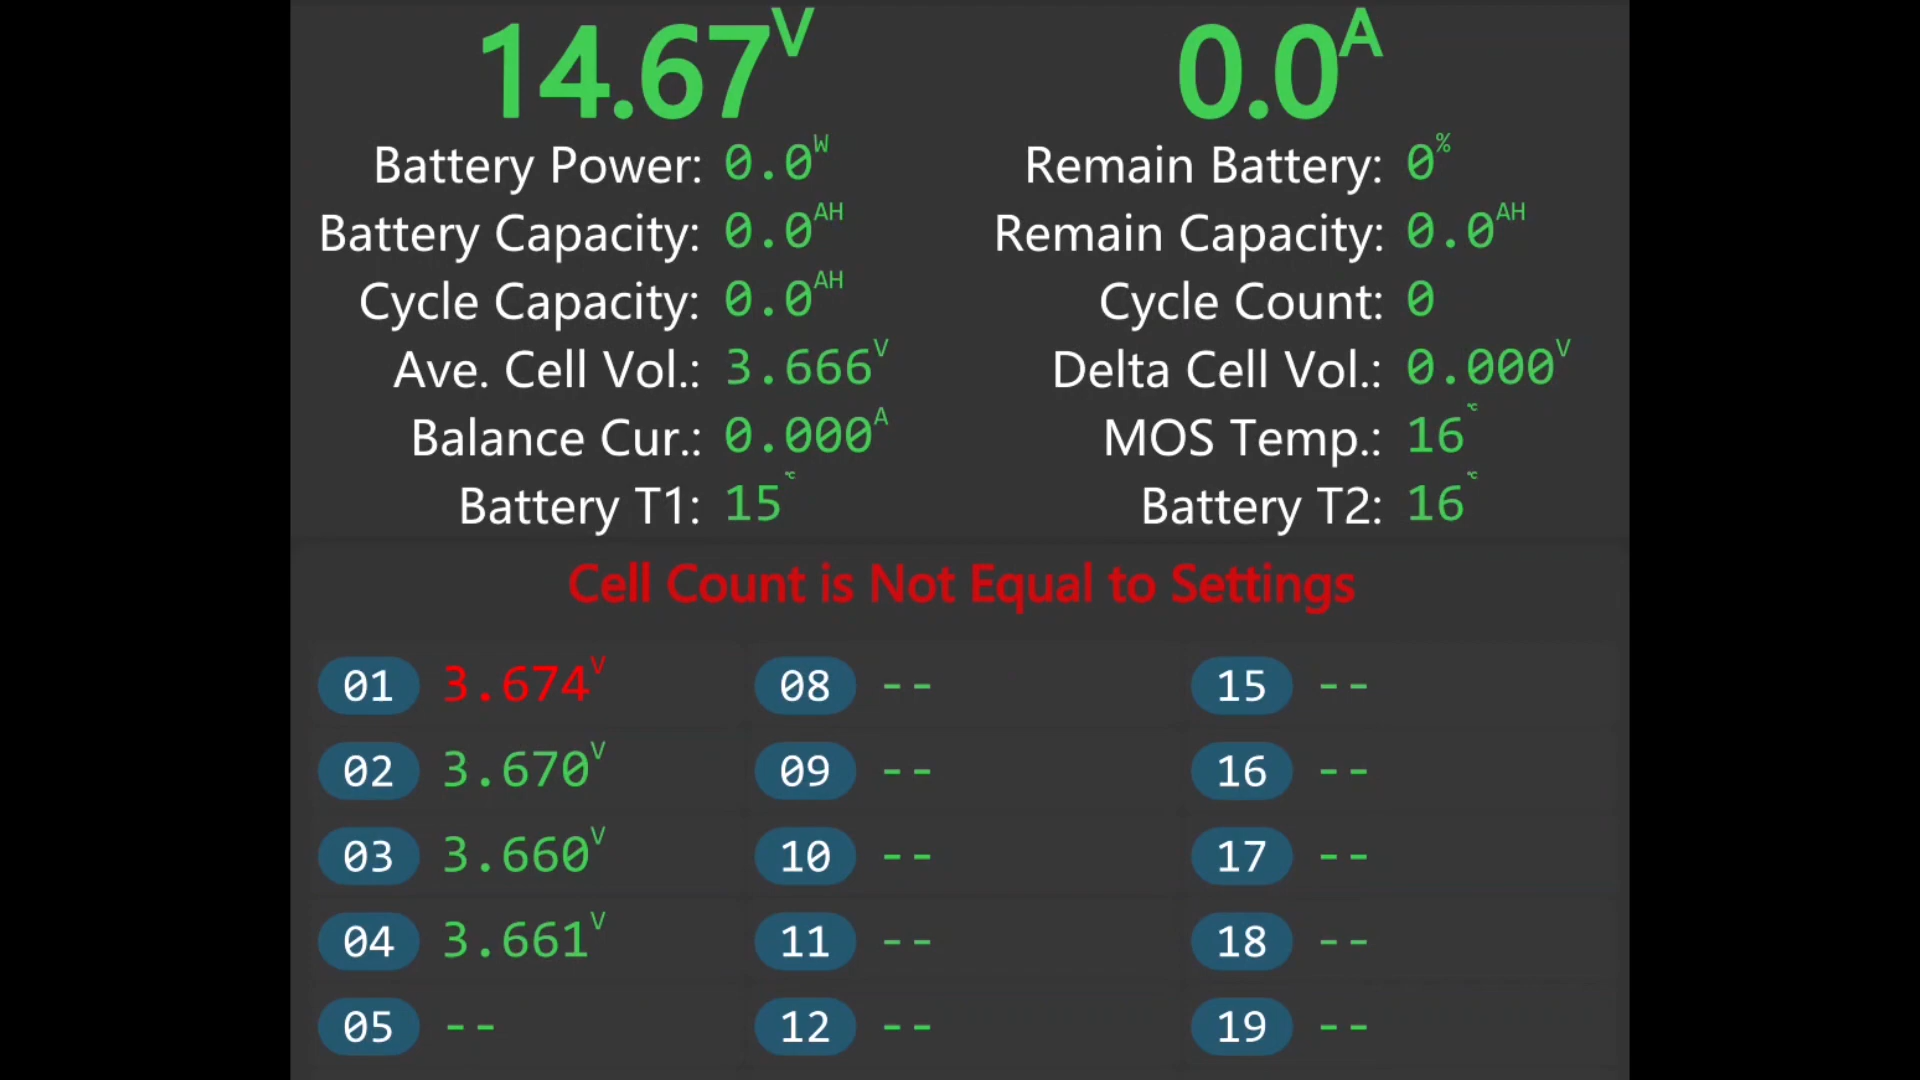 14.67V 0.0A
Battery Power: 0.0W Remain Battery: 0%
Battery Capacity: 0.0AH Remain Capacity: 0.0AH
Cycle Capacity: 0.0AH Cycle Count: 0
Ave. Cell Vol.: 3.666V Delta Cell Vol.: 0.000V
Balance Cur.: 0.000A MOS Temp.: 16℃
Battery T1: 15℃ Battery T2: 16℃
Cell Count is Not Equal to Settings
01 3.674V 08 -- 15 --
02 3.670V 09 -- 16 --
03 3.660V 10 -- 17 --
04 3.661V 11 -- 18 --
05 -- 12 -- 19 --